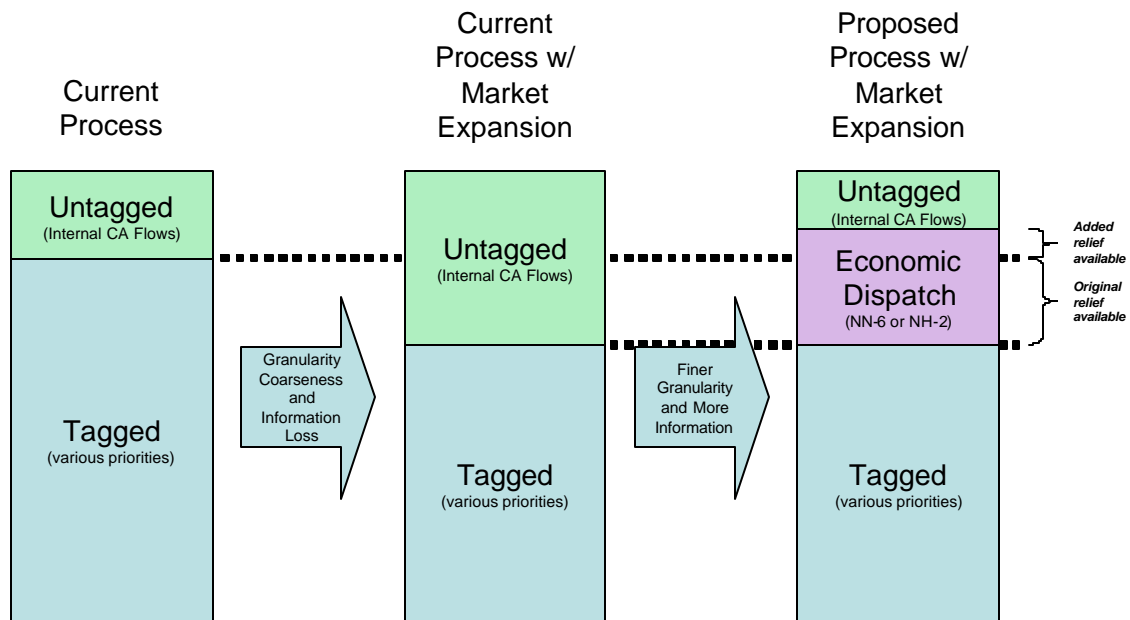 Current
Process
Current
Process w/
Market
Expansion
Proposed
Process w/
Market
Expansion
Untagged
(Internal CA Flows)
Tagged
(various priorities)
Granularity
Coarseness
and
Information
Loss
Untagged
(Internal CA Flows)
Tagged
(various priorities)
Finer
Granularity
and More
Information
Untagged
(Internal CA Flows)
Economic
Dispatch
(NN-6 or NH-2)
Tagged
(various priorities)
Added
relief
available
Original
relief
available